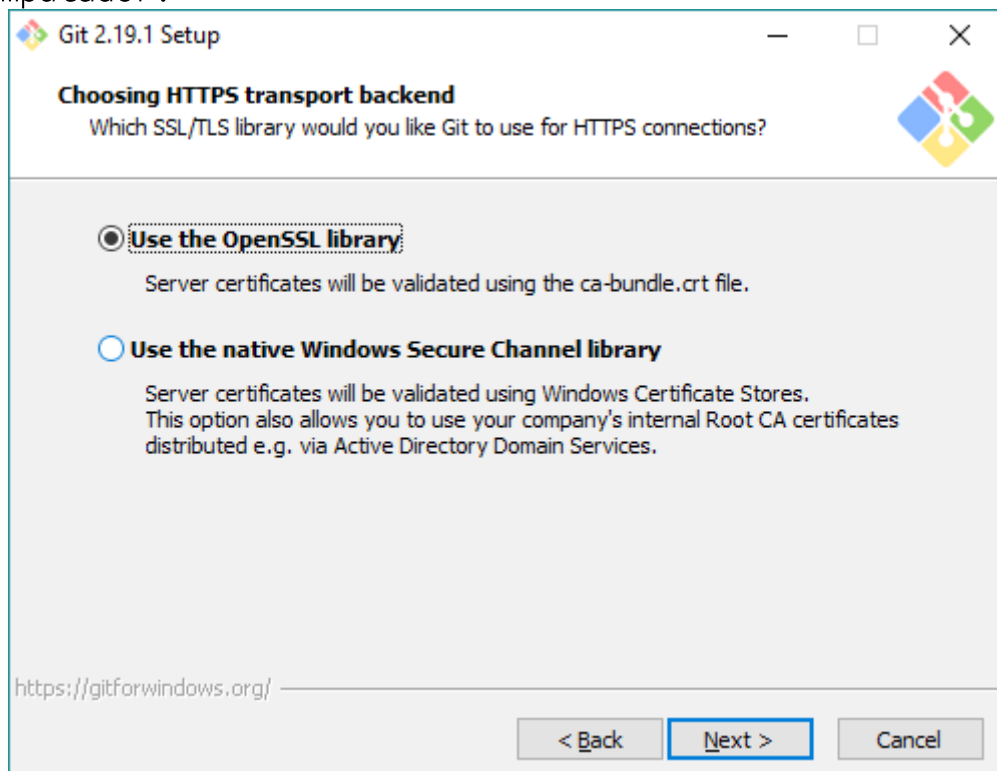 Git 2.19.1 Setup
Choosing HTTPS transport backend
Which SSL/TLS library would you like Git to use for HTTPS connections?
Use the OpenSSL library
Server certificates will be validated using the ca-bundle.crt file.
Use the native Windows Secure Channel library
Server certificates will be validated using Windows Certificate Stores.
This option also allows you to use your company's internal Root CA certificates
distributed e.g. via Active Directory Domain Services.
https://gitforwindows.org/
< Back Next > Cancel